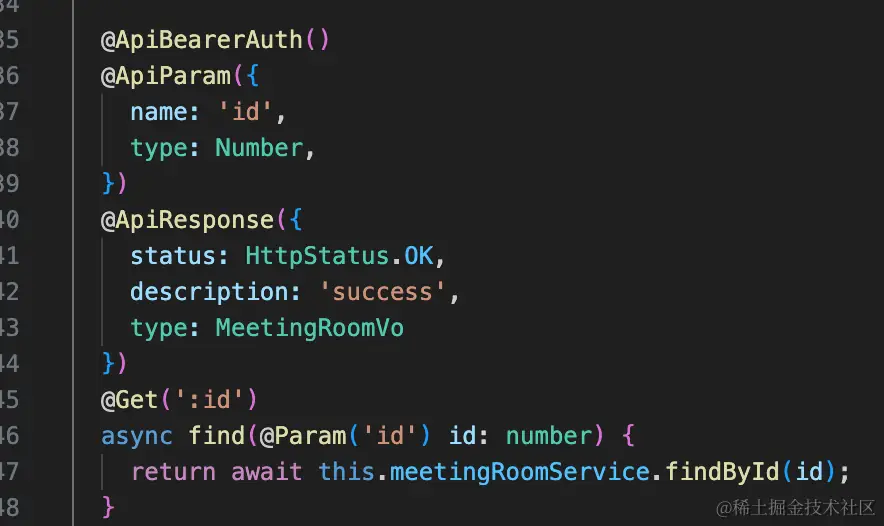 34
35 @ApiBearerAuth()
36 @ApiParam({
37 name: 'id',
38 type: Number,
39 })
40 @ApiResponse({
41 status: HttpStatus.OK,
42 description: 'success',
43 type: MeetingRoomVo
44 })
45 @Get(':id')
46 async find(@Param('id') id: number) {
47 return await this.meetingRoomService.findById(id);
48 }
@稀土掘金技术社区